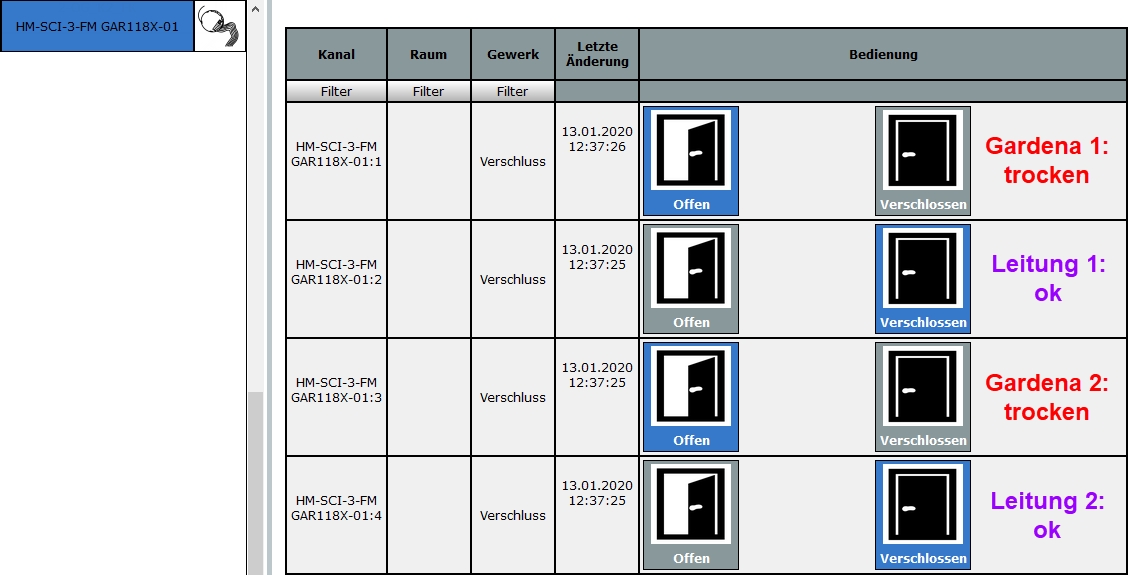 HM-SCI-3-FM GAR118X-01
Kanal
Raum
Gewerk
Letzte
Änderung
Bedienung
Filter
Filter
Filter
HM-SCI-3-FM
GAR118X-01:1
Verschluss
13.01.2020
12:37:26
Offen
Verschlossen
Gardena 1:
trocken
HM-SCI-3-FM
GAR118X-01:2
Verschluss
13.01.2020
12:37:25
Offen
Verschlossen
Leitung 1:
ok
HM-SCI-3-FM
GAR118X-01:3
Verschluss
13.01.2020
12:37:25
Offen
Verschlossen
Gardena 2:
trocken
HM-SCI-3-FM
GAR118X-01:4
Verschluss
13.01.2020
12:37:25
Offen
Verschlossen
Leitung 2:
ok